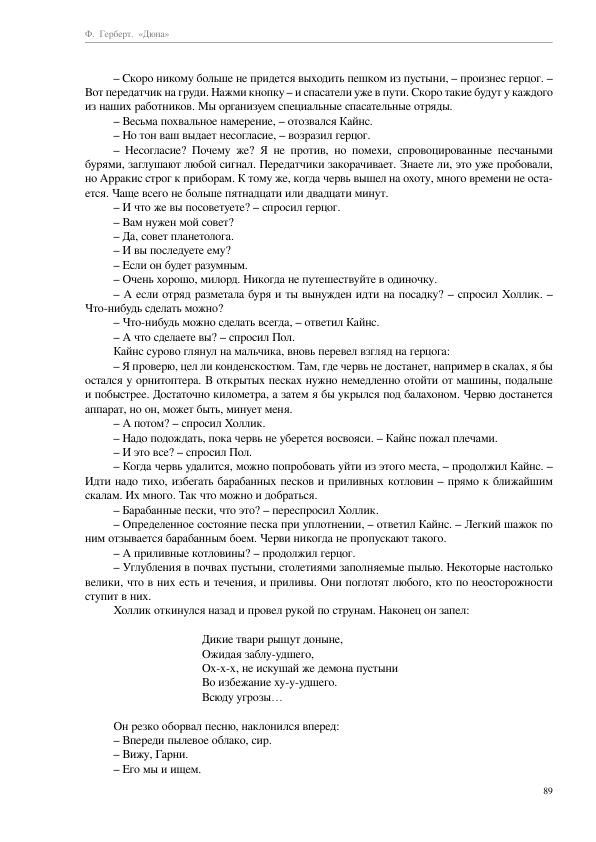 Ф. Герберт. «Дюна»
– Скоро никому больше не придется выходить пешком из пустыни, – произнес герцог. –
Вот передатчик на груди. Нажми кнопку – и спасатели уже в пути. Скоро такие будут у каждого
из наших работников. Мы организуем специальные спасательные отряды.
– Весьма похвальное намерение, – отозвался Кайнс.
– Но тон ваш выдает несогласие, – возразил герцог.
– Несогласие? Почему же? Я не против, но помехи, спровоцированные песчаными
бурями, заглушают любой сигнал. Передатчики закорачивает. Знаете ли, это уже пробовали,
но Арракис строг к приборам. К тому же, когда червь вышел на охоту, много времени не оста-
ется. Чаще всего не больше пятнадцати или двадцати минут.
– И что же вы посоветуете? – спросил герцог.
– Вам нужен мой совет?
– Да, совет планетолога.
– И вы последуете ему?
– Если он будет разумным.
– Очень хорошо, милорд. Никогда не путешествуйте в одиночку.
– А если отряд разметала буря и ты вынужден идти на посадку? – спросил Холлик. –
Что-нибудь сделать можно?
– Что-нибудь можно сделать всегда, – ответил Кайнс.
– А что сделаете вы? – спросил Пол.
Кайнс сурово глянул на мальчика, вновь перевел взгляд на герцога:
– Я проверю, цел ли конденскостюм. Там, где червь не достанет, например в скалах, я бы
остался у орнитоптера. В открытых песках нужно немедленно отойти от машины, подальше
и побыстрее. Достаточно километра, а затем я бы укрылся под балахоном. Червю достанется
аппарат, но он, может быть, минует меня.
– А потом? – спросил Холлик.
– Надо подождать, пока червь не уберется восвояси. – Кайнс пожал плечами.
– И это все? – спросил Пол.
– Когда червь удалится, можно попробовать уйти из этого места, – продолжил Кайнс. –
Идти надо тихо, избегать барабанных песков и приливных котловин – прямо к ближайшим
скалам. Их много. Так что можно и добраться.
– Барабанные пески, что это? – переспросил Холлик.
– Определенное состояние песка при уплотнении, – ответил Кайнс. – Легкий шажок по
ним отзывается барабанным боем. Черви никогда не пропускают такого.
– А приливные котловины? – продолжил герцог.
– Углубления в почвах пустыни, столетиями заполняемые пылью. Некоторые настолько
велики, что в них есть и течения, и приливы. Они поглотят любого, кто по неосторожности
ступит в них.
Холлик откинулся назад и провел рукой по струнам. Наконец он запел:
Дикие твари рыщут доныне,
Ожидая заблу-удшего,
Ох-х-х, не искушай же демона пустыни
Во избежание ху-у-удшего.
Всюду угрозы…
Он резко оборвал песню, наклонился вперед:
– Впереди пылевое облако, сир.
– Вижу, Гарни.
– Его мы и ищем.
89